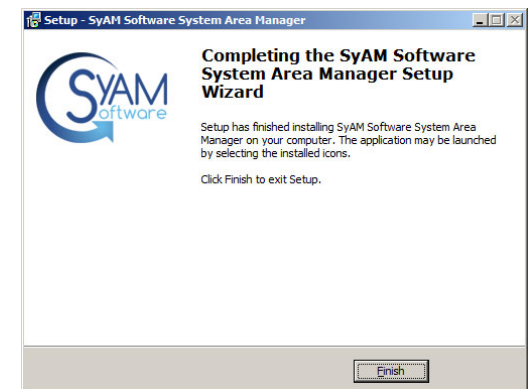 Setup - SyAM Software System Area Manager
Completing the SyAM Software
System Area Manager Setup
Wizard
SYAM
Software
Setup has finished installing SyAM Software System Area
Manager on your computer. The application may be launched
by selecting the installed icons.
Click Finish to exit Setup.
Finish